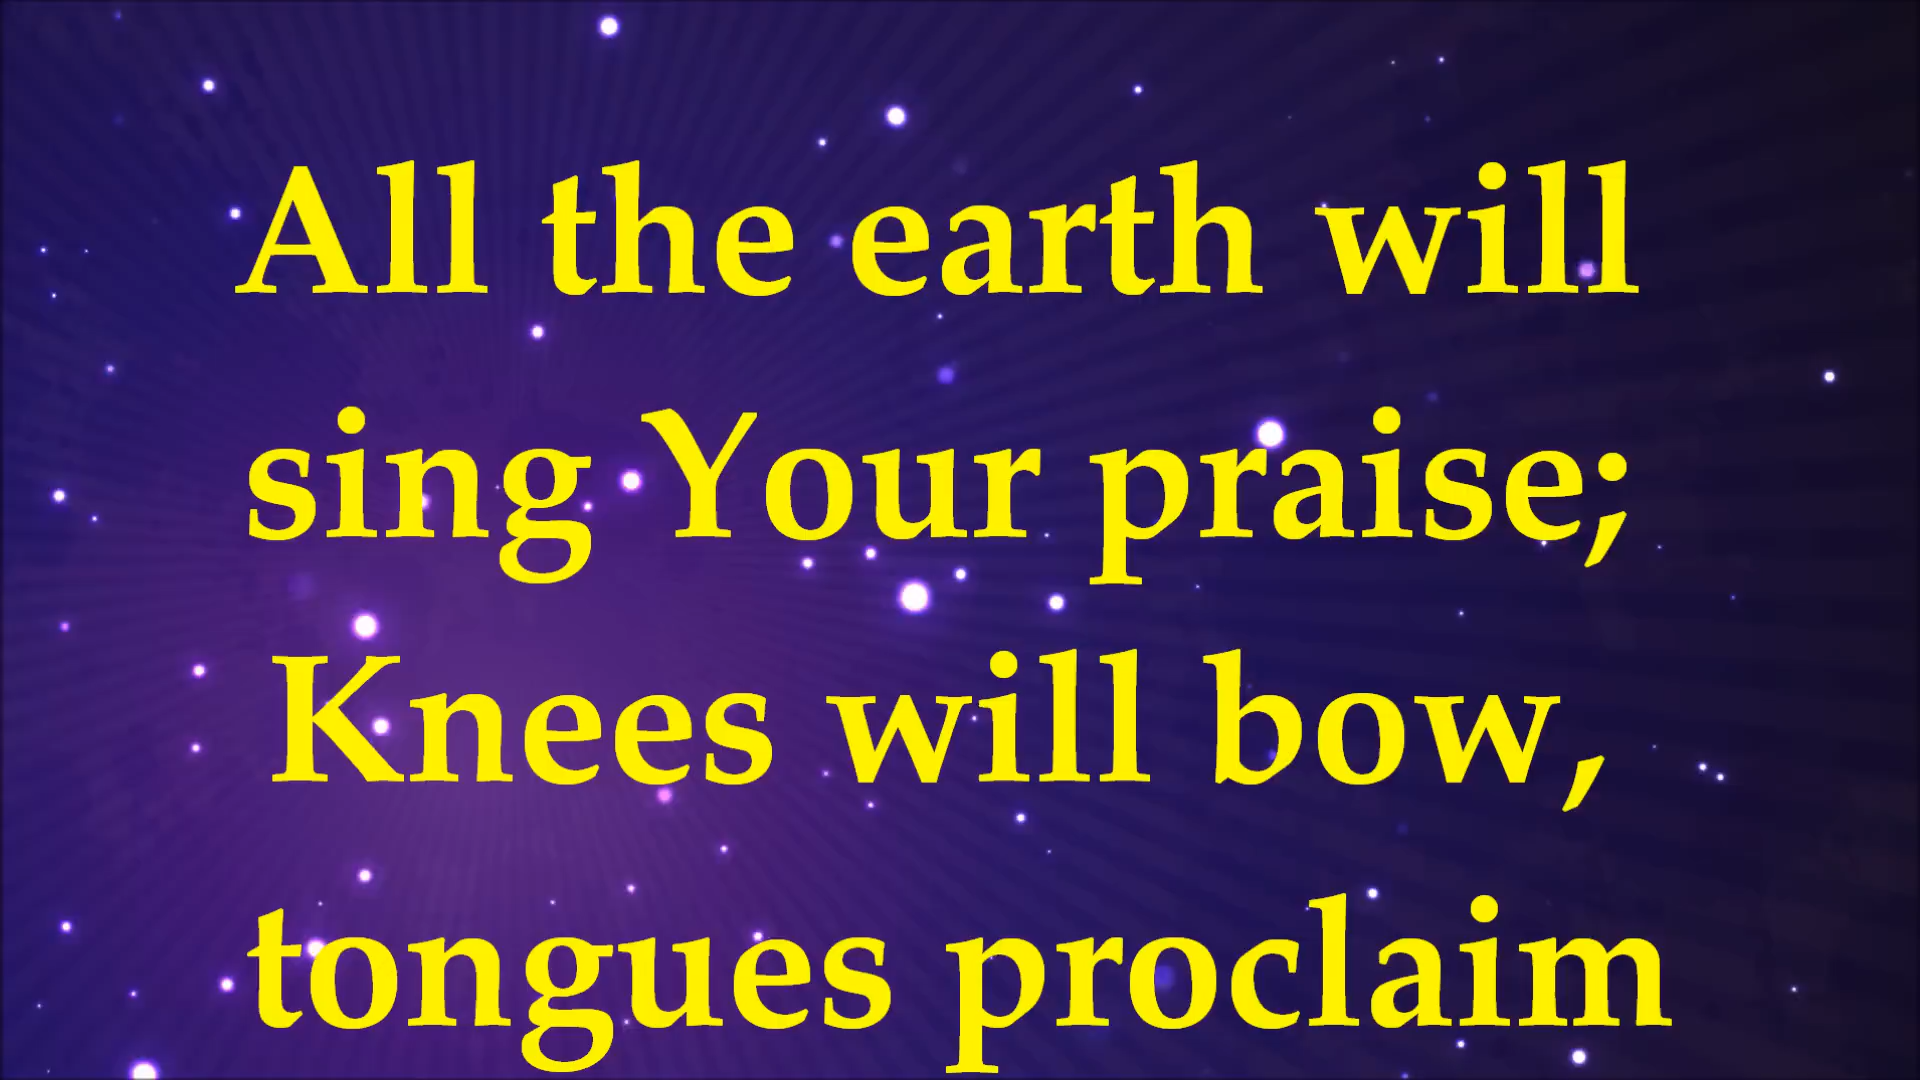 All the earth will
sing Your praise;
Knees will bow,
tongues proclaim